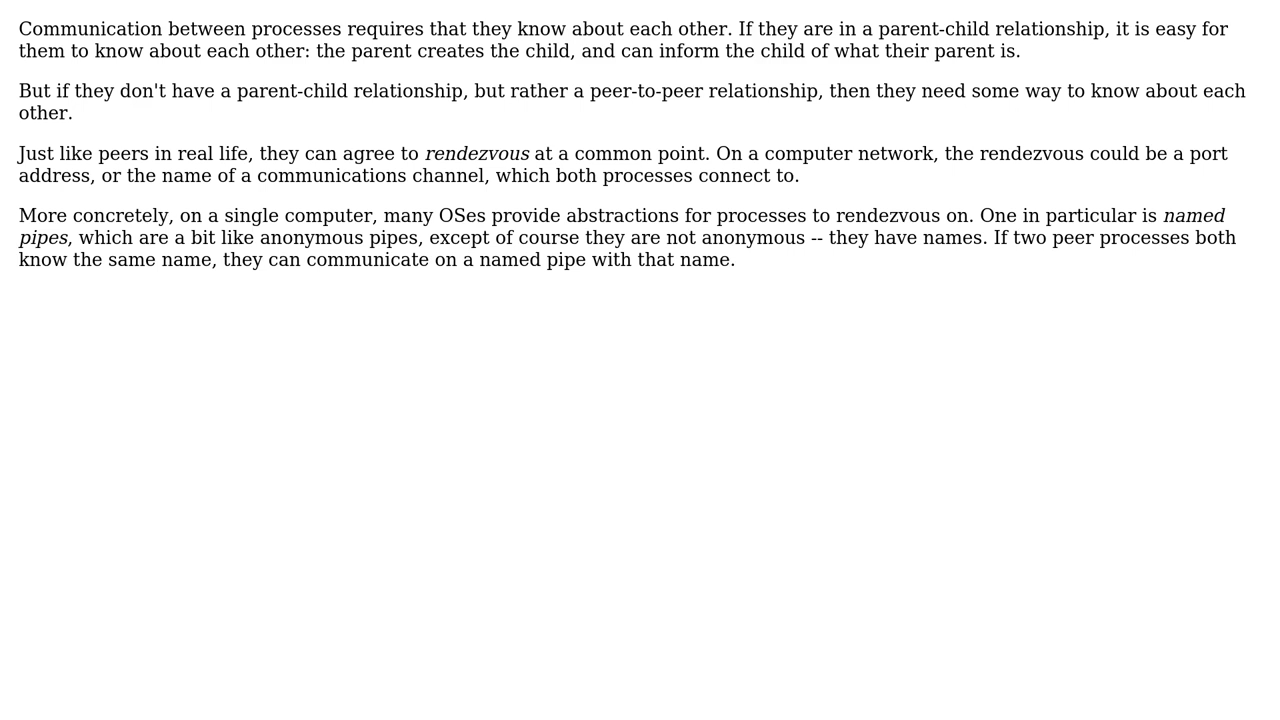 Communication between processes requires that they know about each other. If they are in a parent-child relationship, it is easy for
them to know about each other: the parent creates the child, and can inform the child of what their parent is.
But if they don't have a parent-child relationship, but rather a peer-to-peer relationship, then they need some way to know about each
other.
Just like peers in real life, they can agree to rendezvous at a common point. On a computer network, the rendezvous could be a port
address, or the name of a communications channel, which both processes connect to.
More concretely, on a single computer, many OSes provide abstractions for processes to rendezvous on. One in particular is named
pipes, which are a bit like anonymous pipes, except of course they are not anonymous -- they have names. If two peer processes both
know the same name, they can communicate on a named pipe with that name.